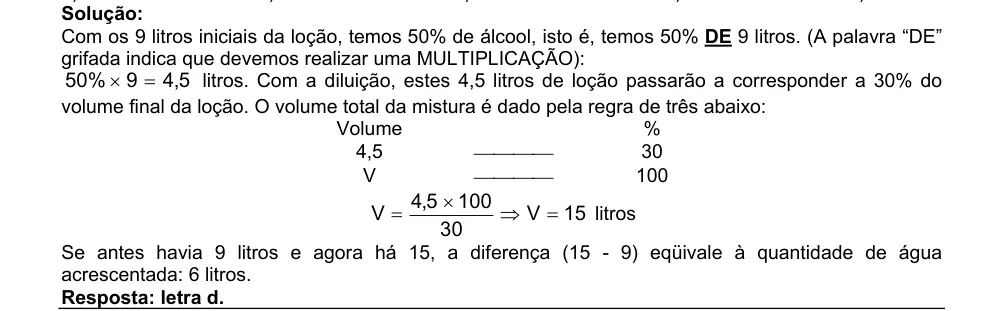 Solução:
Com os 9 litros iniciais da loção, temos 50% de álcool, isto é, temos 50% DE 9 litros. (A palavra “DE”
grifada indica que devemos realizar uma MULTIPLICAÇÃO):
50% × 9 = 4,5 litros. Com a diluição, estes 4,5 litros de loção passarão a corresponder a 30% do
volume final da loção. O volume total da mistura é dado pela regra de três abaixo:
Volume %
4,5 ———— 30
V ———— 100
V = 4,5 × 100 / 30 ⇒ V = 15 litros
Se antes havia 9 litros e agora há 15, a diferença (15 - 9) eqüivale à quantidade de água
acrescentada: 6 litros.
Resposta: letra d.